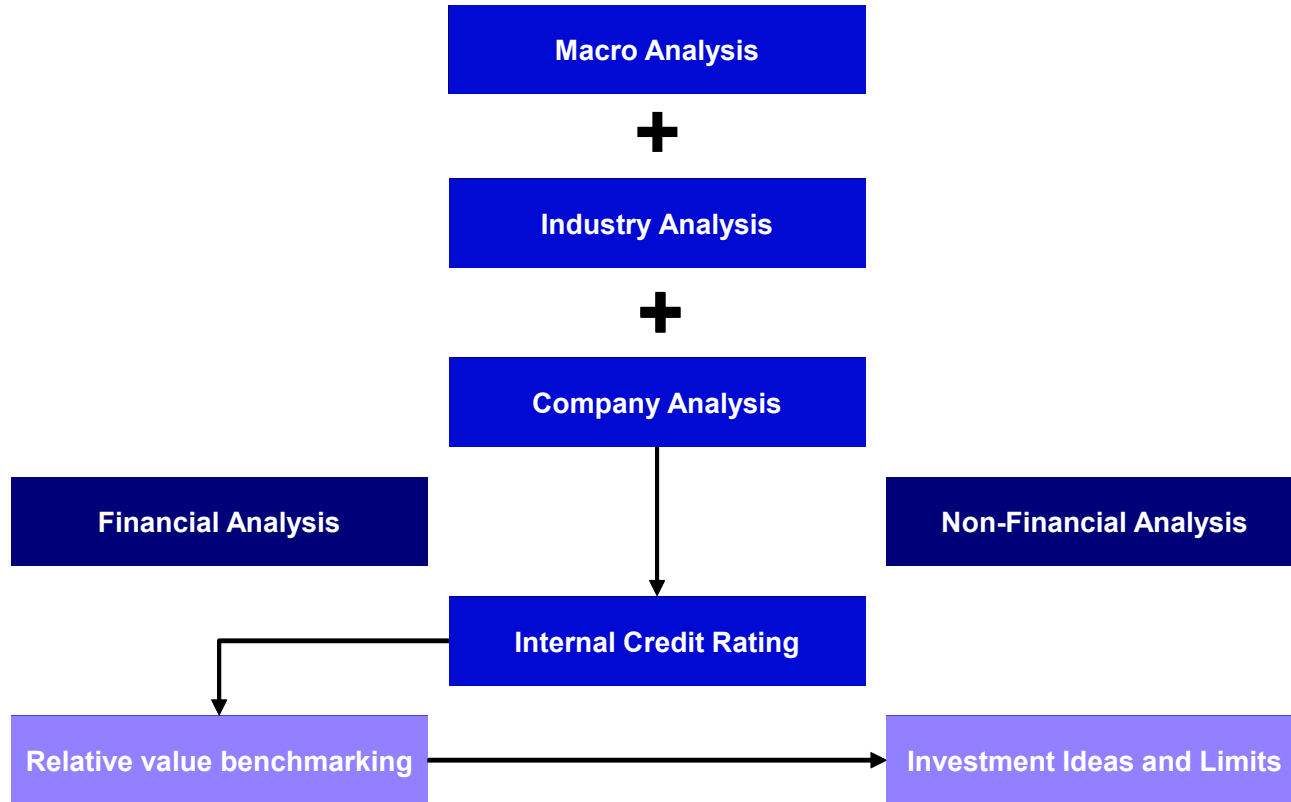 Macro Analysis
+
Industry Analysis
+
Company Analysis
Financial Analysis
Non-Financial Analysis
Internal Credit Rating
Relative value benchmarking
Investment Ideas and Limits